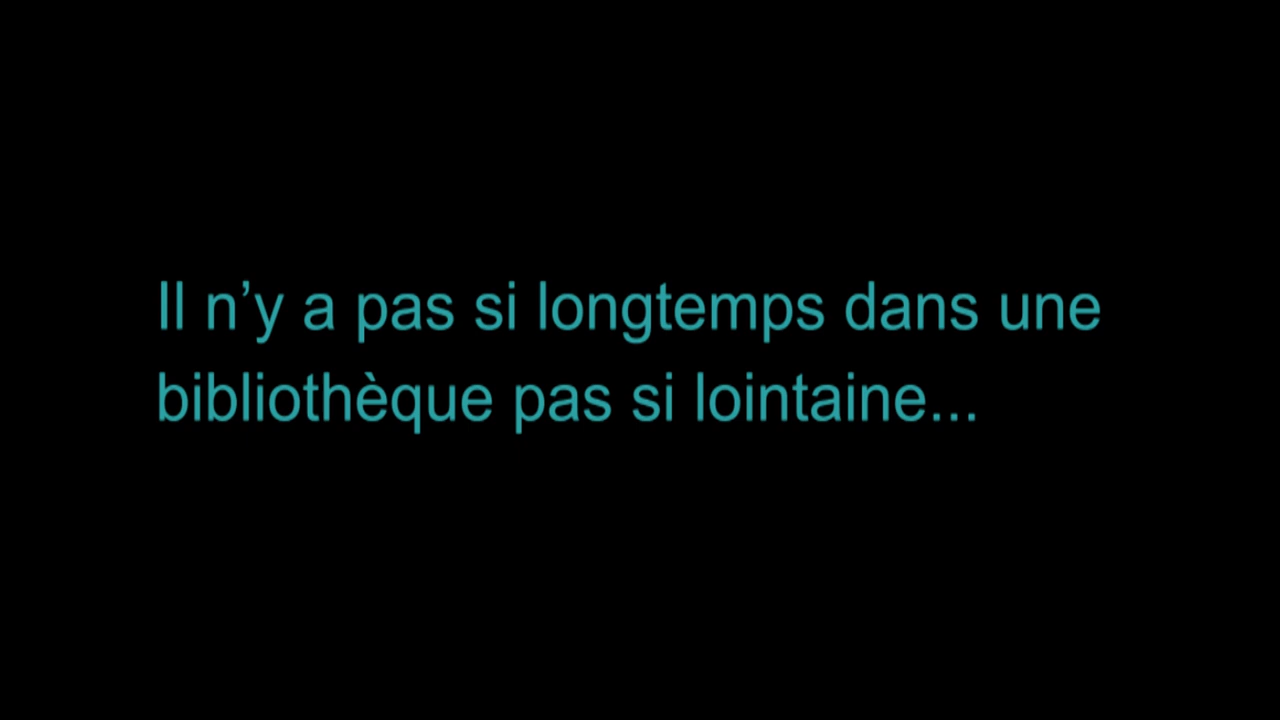 Il n’y a pas si longtemps dans une
bibliothèque pas si lointaine...